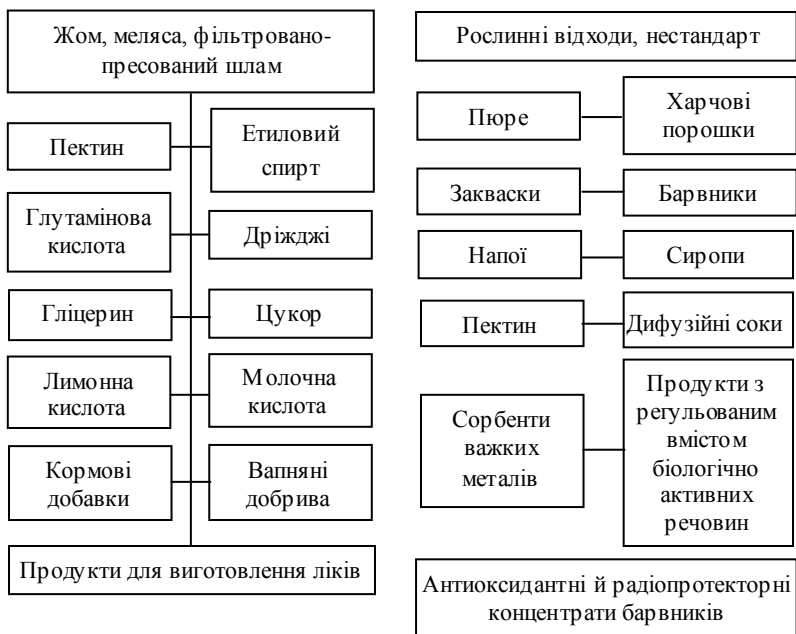 Жом, меляса, фільтровано-
пресований шлам
Пектин
Етиловий
спирт
Глутамінова
кислота
Дріжджі
Гліцерин
Цукор
Лимонна
кислота
Молочна
кислота
Кормові
добавки
Вапняні
добрива
Продукти для виготовлення ліків
Рослинні відходи, нестандарт
Пюре
Харчові
порошки
Закваски
Барвники
Напої
Сиропи
Пектин
Дифузійні соки
Сорбенти
важких
металів
Продукти з
регульованим
вмістом
біологічно
активних
речовин
Антиоксидантні й радіопротекторні
концентрати барвників